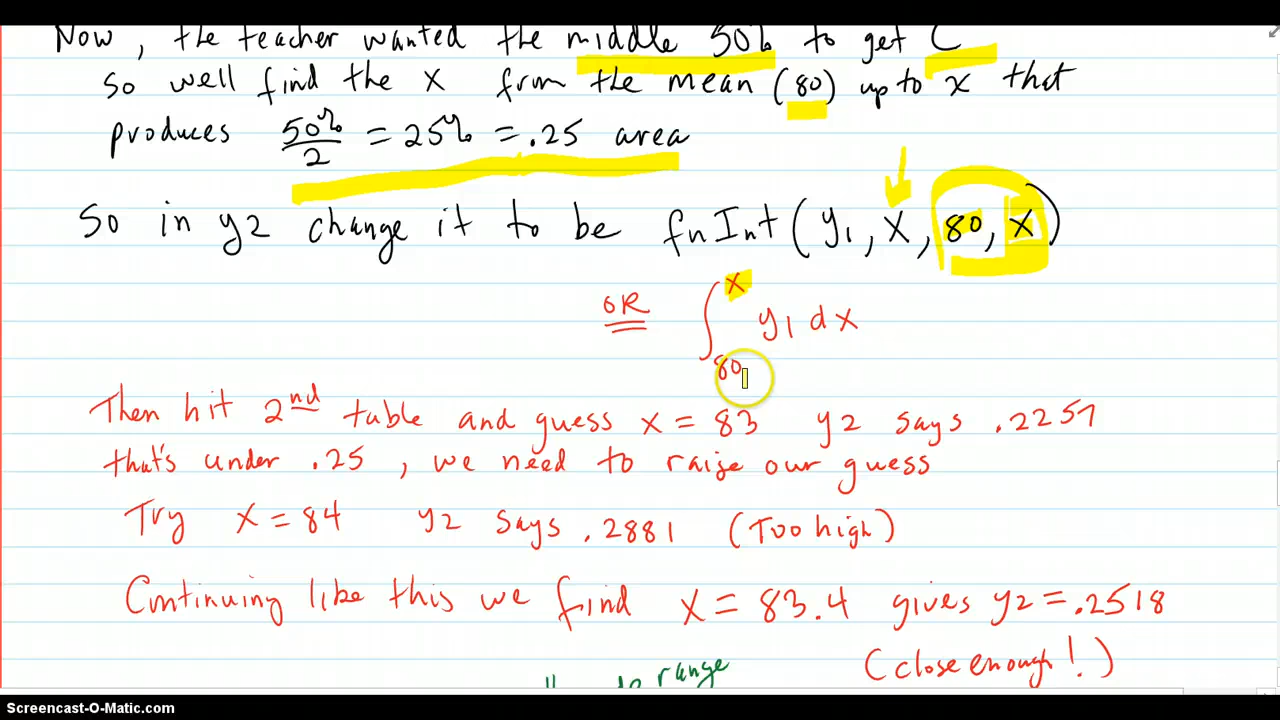 Now, the teacher wanted the middle 50% to get C
so well find the X from the mean (80) up to x that
produces 50%/2 = 25% = .25 area
So in y2 change it to be fnInt(y1, X, 80, X)
OR ∫80^X y1 dx
Then hit 2nd table and guess x = 83 y2 says .2257
that's under .25, we need to raise our guess
Try X = 84 y2 says .2881 (Too high)
Continuing like this we find X = 83.4 gives y2 = .2518
(close enough!)
range
Screencast-O-Matic.com